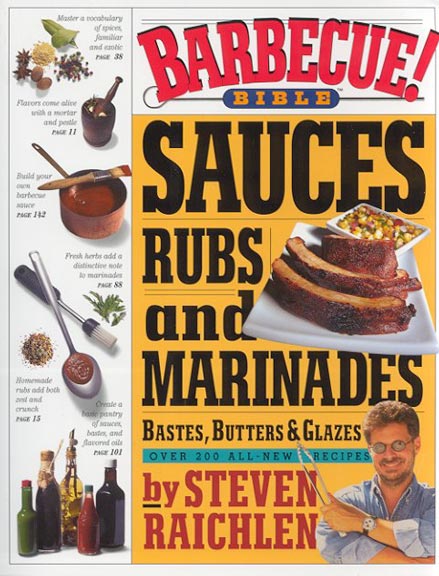 Master a vocabulary
of spices,
familiar
and exotic
PAGE 38
Flavors come alive
with a mortar
and pestle
PAGE 11
Build your
own
barbecue
sauce
PAGE 142
Fresh herbs add a
distinctive note
to marinades
PAGE 88
Homemade
rubs add both
zest and
crunch
PAGE 15
Create a
basic pantry
of sauces,
bastes, and
flavored oils
PAGE 101
BARBECUE!
BIBLE™
SAUCES
RUBS
and
MARINADES
BASTES, BUTTERS & GLAZES
OVER 200 ALL-NEW RECIPES
by STEVEN
RAICHLEN